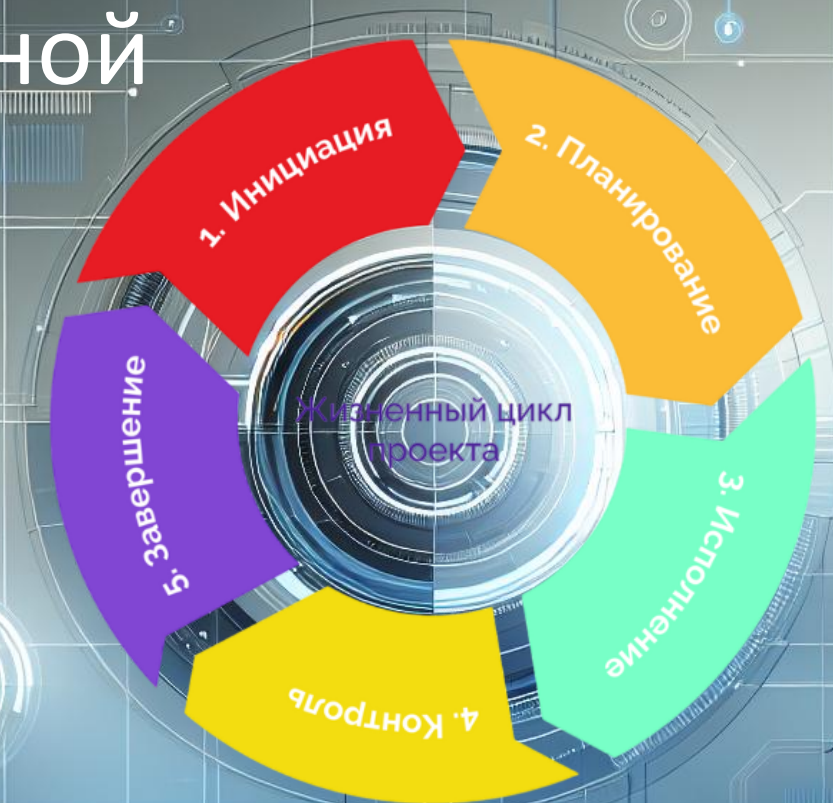 ной
1. Инициация
2. Планирование
3. Исполнение
4. Контроль
5. Завершение
Жизненный цикл
проекта